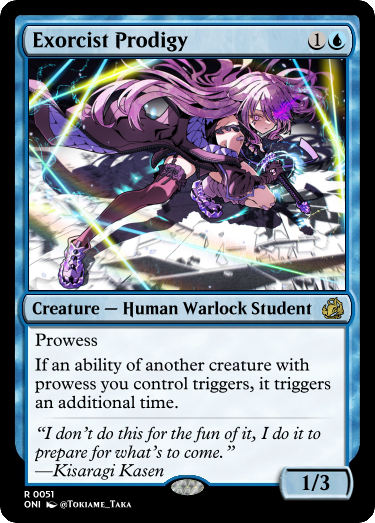 Exorcist Prodigy 1
Creature — Human Warlock Student
Prowess
If an ability of another creature with
prowess you control triggers, it triggers
an additional time.
“I don't do this for the fun of it, I do it to
prepare for what's to come.”
—Kisaragi Kasen
1/3
R 0051
ONI @Tokiame_Taka